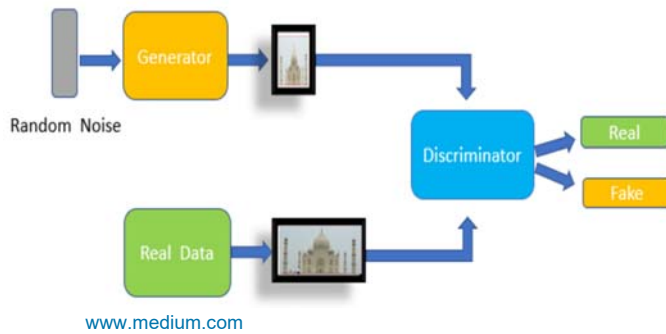 Generator
Random Noise
Discriminator
Real
Fake
Real Data
www.medium.com